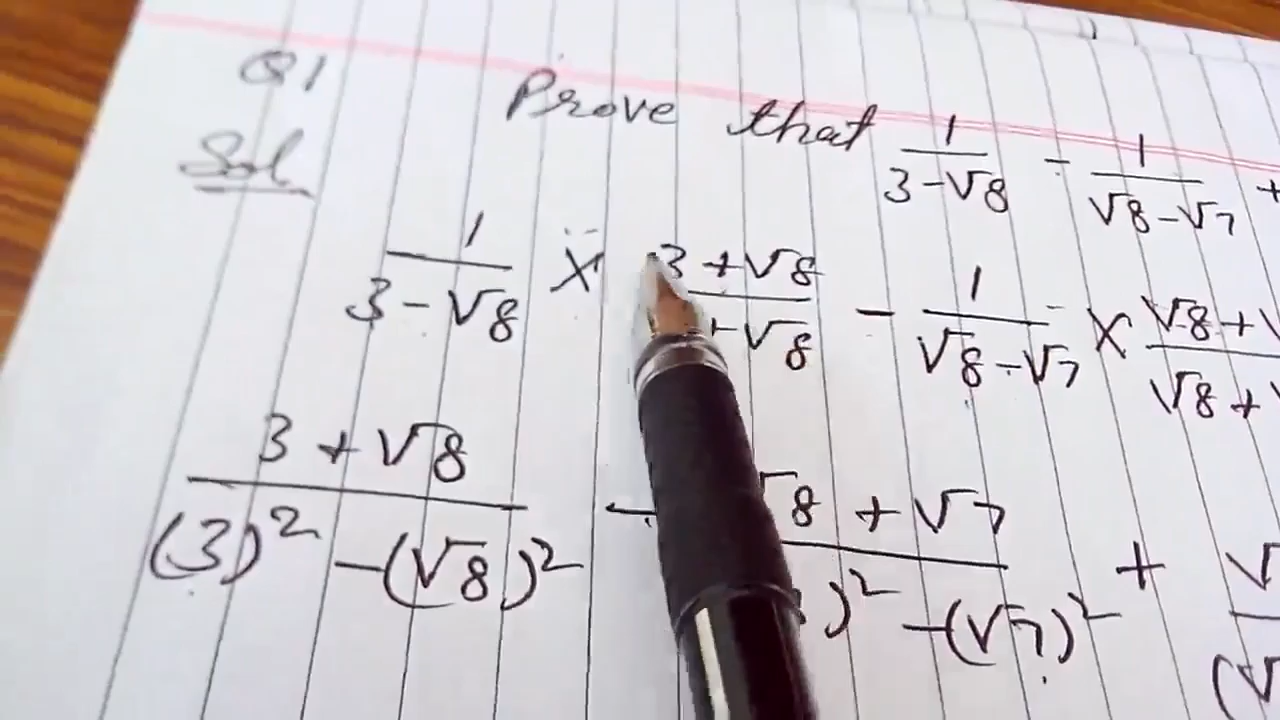 Q1 Prove that 1/(3-√8) - 1/(√8-√7) +
Sol
1/(3-√8) × (3+√8)/(+√8) - 1/(√8-√7) × (√8+√)/(√8+√)
(3+√8)/((3)²-(√8)²) - (√8+√7)/()²-(√7)² + √/(√